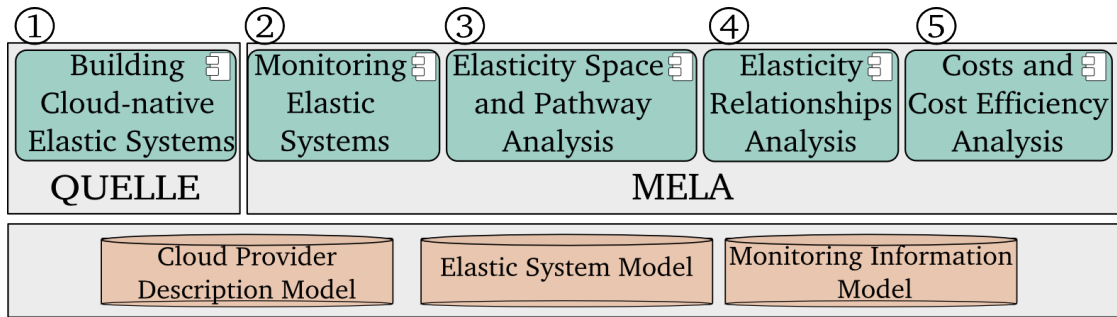 1
Building
Cloud-native
Elastic Systems
QUELLE
2
Monitoring
Elastic
Systems
3
Elasticity Space
and Pathway
Analysis
4
Elasticity
Relationships
Analysis
5
Costs and
Cost Efficiency
Analysis
MELA
Cloud Provider
Description Model
Elastic System Model
Monitoring Information
Model